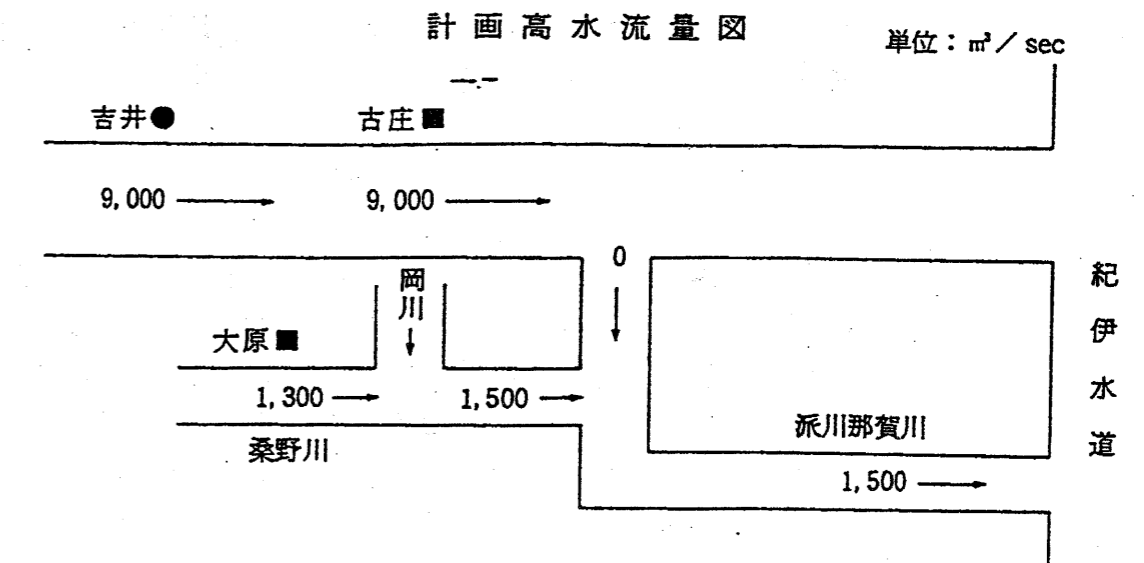 計画高水流量図
単位：㎥／sec
吉井●
古庄■
9,000 →
9,000 →
0
岡川
大原■
1,300 →
1,500 →
桑野川
派川那賀川
1,500 →
紀伊水道